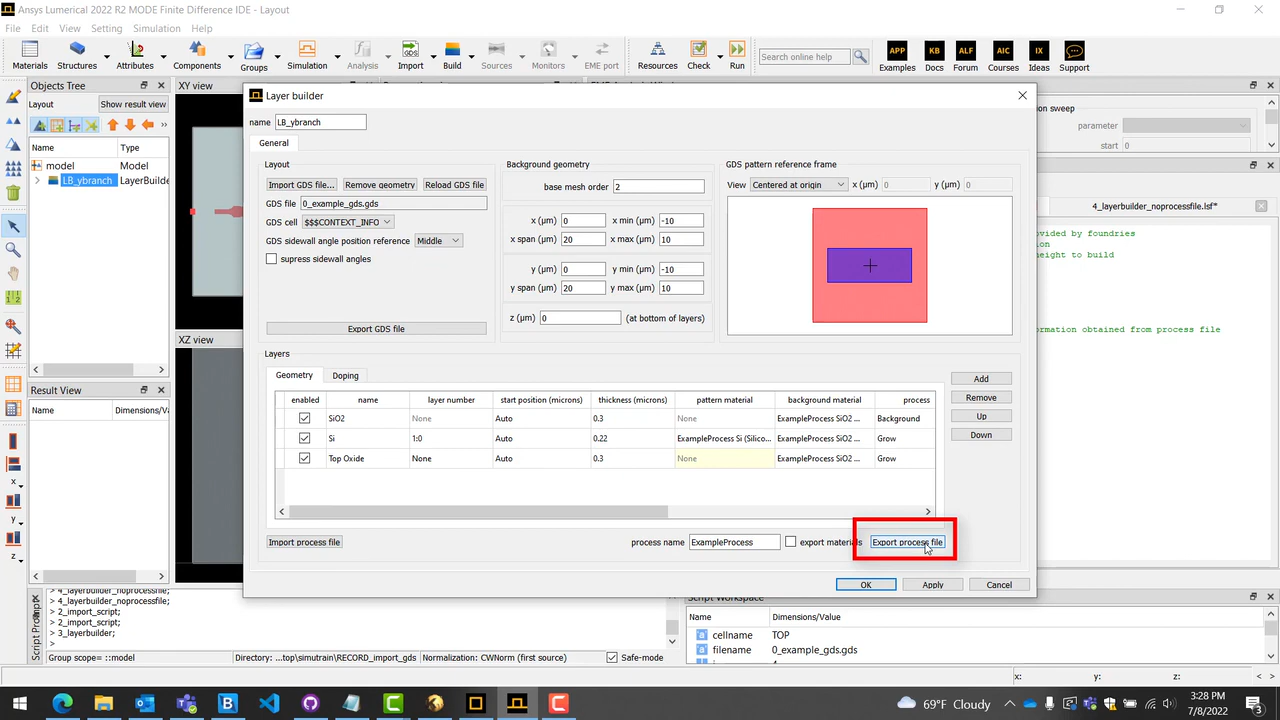 Ansys Lumerical 2022 R2 MODE Finite Difference IDE - Layout
File Edit View Setting Simulation Help
Materials Structures Attributes Components Groups Simulation Analysis Import Build Sources Monitors EME port Resources Check Run
Search online help
APP KB ALF AIC IX
Examples Docs Forum Courses Ideas Support
Objects Tree
Layout Show result view
Name Type
model Model
LB_ybranch LayerBuilde
Result View
Name Dimensions/Va
XY view
XZ view
Layer builder
name LB_ybranch
General
Layout
Import GDS file... Remove geometry Reload GDS file
GDS file 0_example_gds.gds
GDS cell $$$CONTEXT_INFO
GDS sidewall angle position reference Middle
supress sidewall angles
Export GDS file
Background geometry
base mesh order 2
x (µm) 0 x min (µm) -10
x span (µm) 20 x max (µm) 10
y (µm) 0 y min (µm) -10
y span (µm) 20 y max (µm) 10
z (µm) 0 (at bottom of layers)
GDS pattern reference frame
View Centered at origin x (µm) 0 y (µm) 0
Layers
Geometry Doping
enabled name layer number start position (microns) thickness (microns) pattern material background material process
SiO2 None Auto 0.3 None ExampleProcess SiO2 ... Background
Si 1:0 Auto 0.22 ExampleProcess Si (Silico... ExampleProcess SiO2 ... Grow
Top Oxide None Auto 0.3 None ExampleProcess SiO2 ... Grow
Add
Remove
Up
Down
Import process file process name ExampleProcess export materials Export process file
OK Apply Cancel
on sweep
parameter
start 0
4_layerbuilder_noprocessfile.lsf*
ovided by foundries
ion
height to build
ormation obtained from process file
x
y
z
Script Prompt
> 4_layerbuilder_noprocessfile;
> 4_layerbuilder_noprocessfile;
> 2_import_script;
> 2_import_script;
> 3_layerbuilder;
>
Group scope= ::model Directory: ...top\simutrain\RECORD_import_gds Normalization: CWNorm (first source) Safe-mode
Script Workspace
Name Dimensions/Value
cellname TOP
filename 0_example_gds.gds
x: y: z:
69°F Cloudy
3:28 PM
7/8/2022